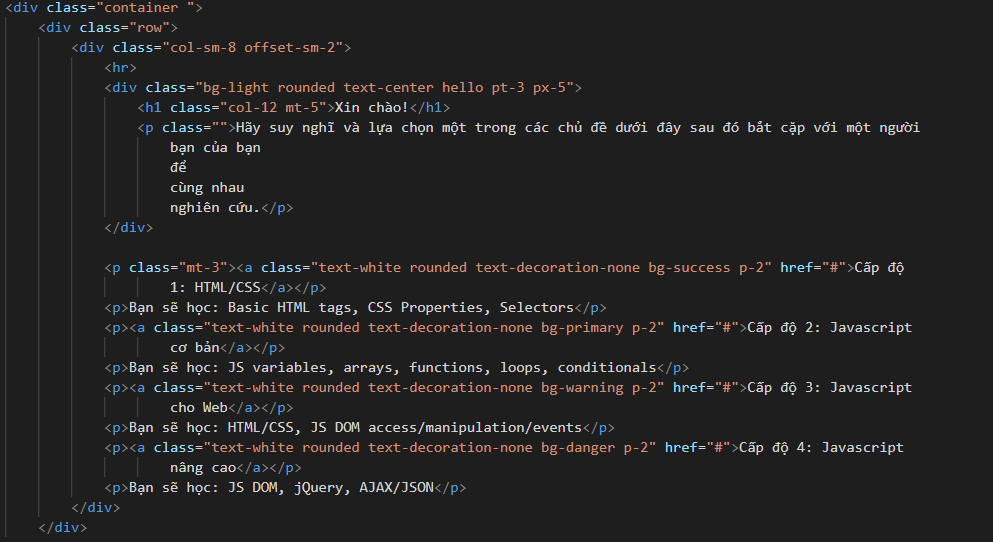 <div class="container ">
<div class="row">
<div class="col-sm-8 offset-sm-2">
<hr>
<div class="bg-light rounded text-center hello pt-3 px-5">
<h1 class="col-12 mt-5">Xin chào!</h1>
<p class="">Hãy suy nghĩ và lựa chọn một trong các chủ đề dưới đây sau đó bắt cặp với một người
bạn của bạn
để
cùng nhau
nghiên cứu.</p>
</div>
<p class="mt-3"><a class="text-white rounded text-decoration-none bg-success p-2" href="#">Cấp độ
1: HTML/CSS</a></p>
<p>Bạn sẽ học: Basic HTML tags, CSS Properties, Selectors</p>
<p><a class="text-white rounded text-decoration-none bg-primary p-2" href="#">Cấp độ 2: Javascript
cơ bản</a></p>
<p>Bạn sẽ học: JS variables, arrays, functions, loops, conditionals</p>
<p><a class="text-white rounded text-decoration-none bg-warning p-2" href="#">Cấp độ 3: Javascript
cho Web</a></p>
<p>Bạn sẽ học: HTML/CSS, JS DOM access/manipulation/events</p>
<p><a class="text-white rounded text-decoration-none bg-danger p-2" href="#">Cấp độ 4: Javascript
nâng cao</a></p>
<p>Bạn sẽ học: JS DOM, jQuery, AJAX/JSON</p>
</div>
</div>